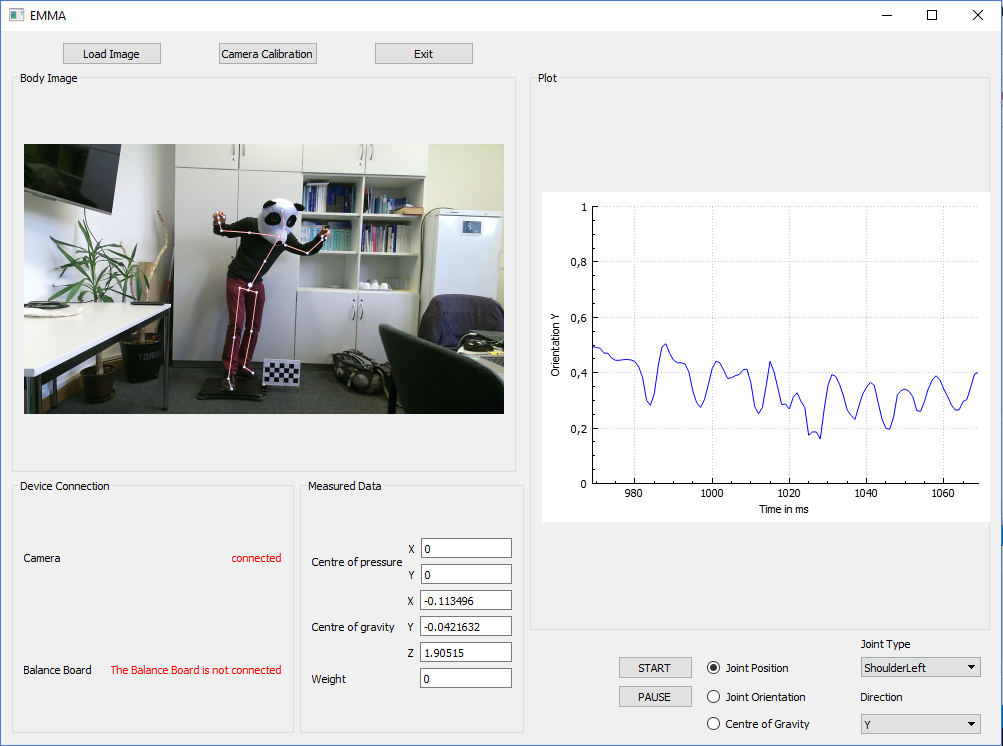 EMMA
Load Image Camera Calibration Exit
Body Image
Plot
1
0,8
0,6
0,4
0,2
0
Orientation Y
980 1000 1020 1040 1060
Time in ms
Device Connection
Camera connected
Balance Board The Balance Board is not connected
Measured Data
Centre of pressure
X 0
Y 0
Centre of gravity
X -0.113496
Y -0.0421632
Z 1.90515
Weight 0
START
PAUSE
Joint Position
Joint Orientation
Centre of Gravity
Joint Type
ShoulderLeft
Direction
Y